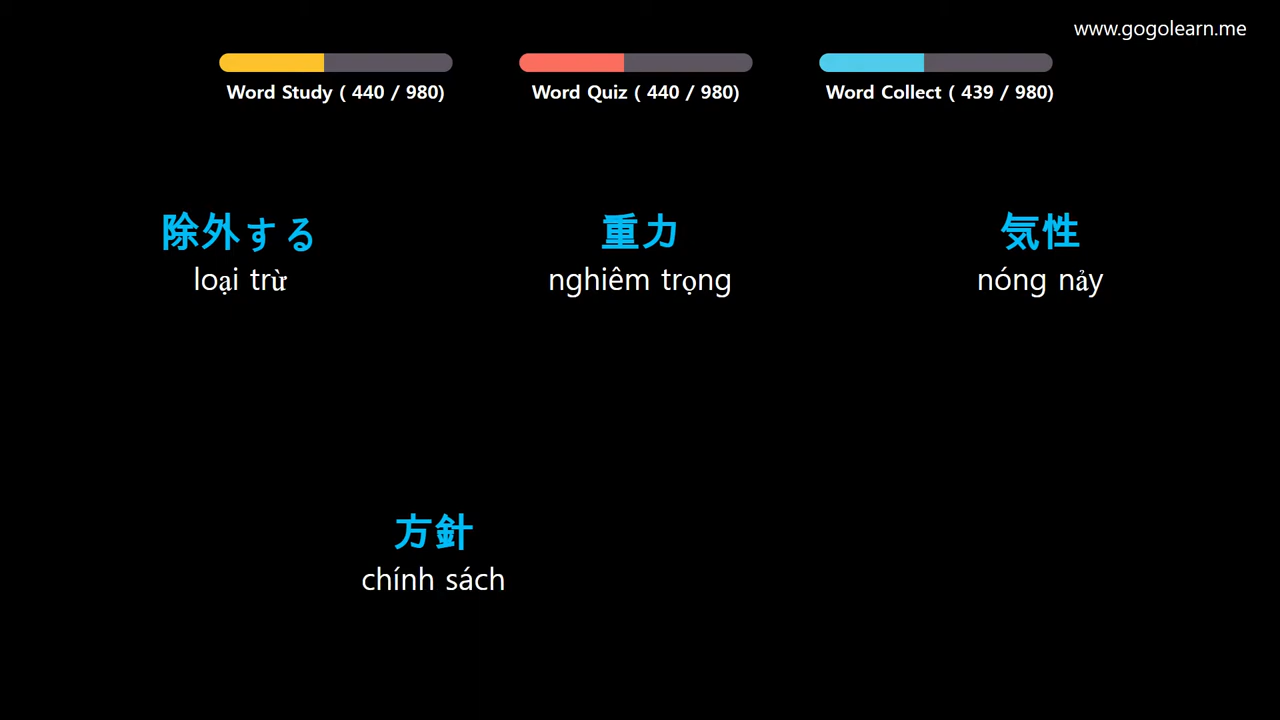 www.gogolearn.me
Word Study ( 440 / 980)
Word Quiz ( 440 / 980)
Word Collect ( 439 / 980)
除外する
loại trừ
重力
nghiêm trọng
気性
nóng nảy
方針
chính sách